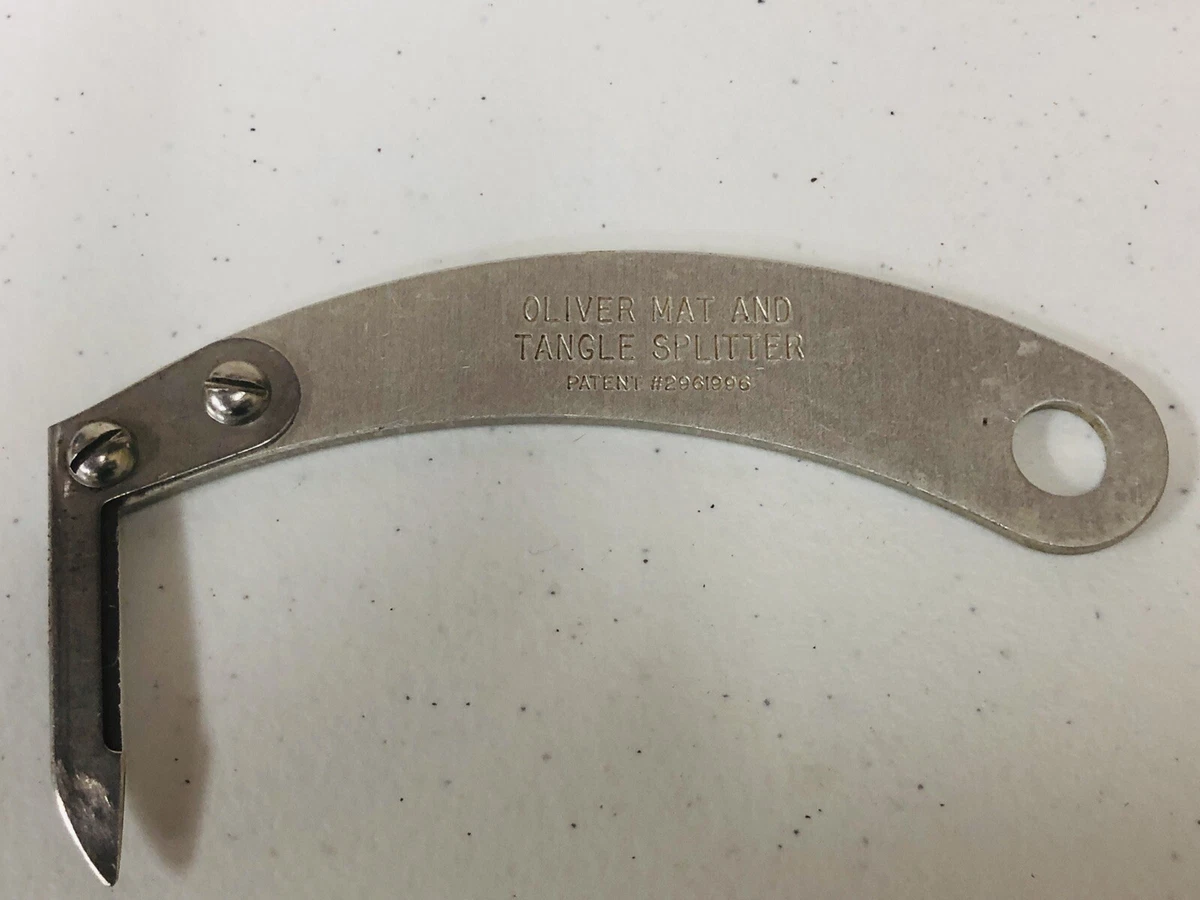 OLIVER MAT AND
TANGLE SPLITTER
PATENT #2961996